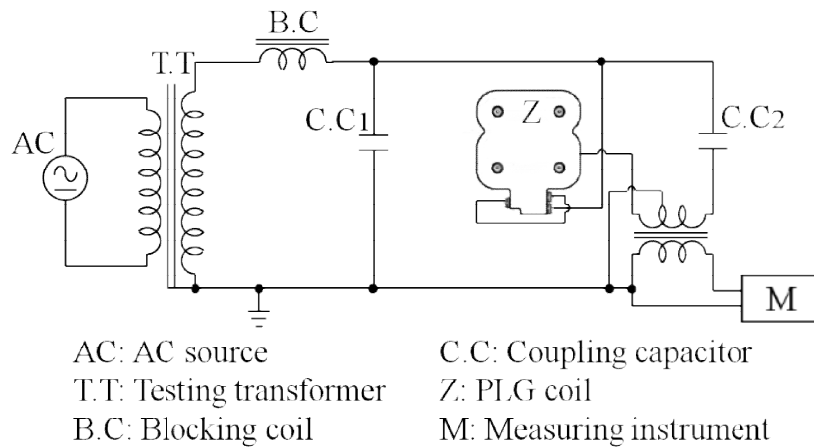 B.C
T.T
Z
C.C1
C.C2
AC
M
AC: AC source
T.T: Testing transformer
B.C: Blocking coil
C.C: Coupling capacitor
Z: PLG coil
M: Measuring instrument